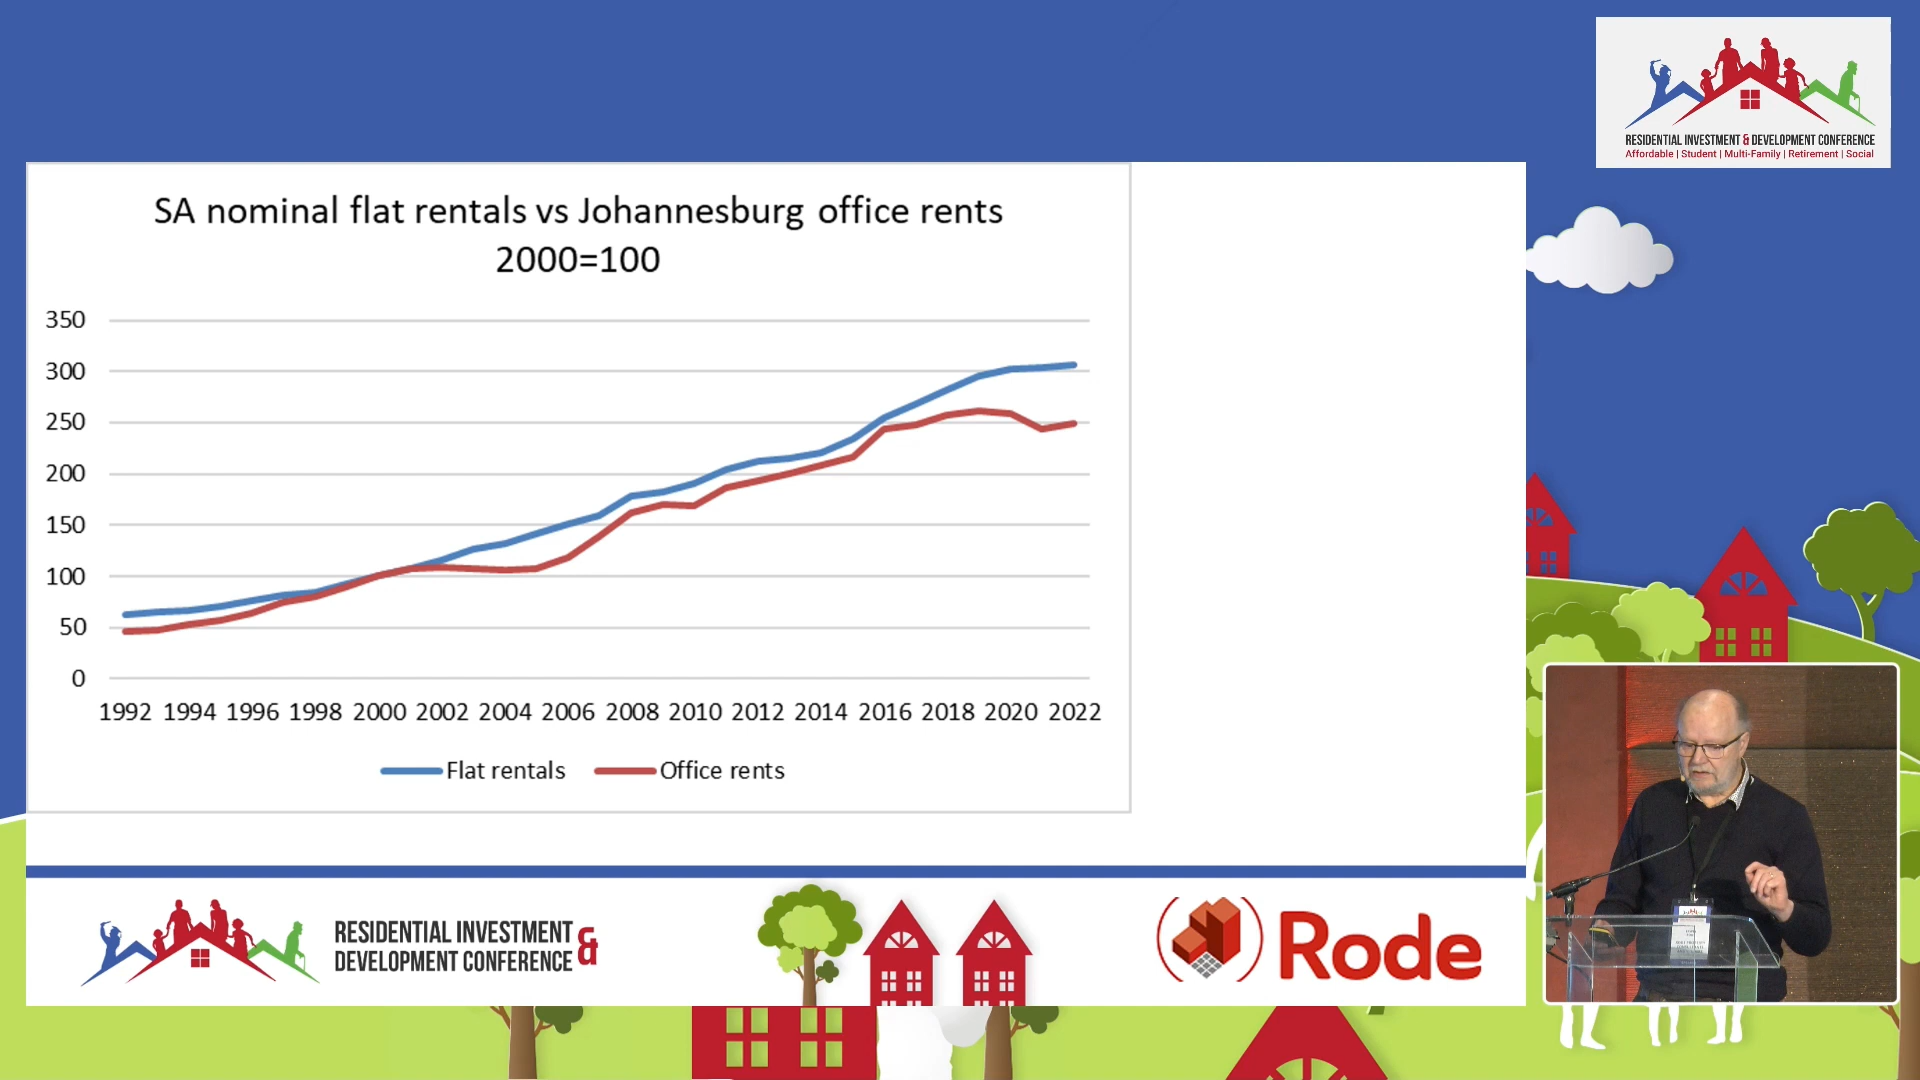 RESIDENTIAL INVESTMENT & DEVELOPMENT CONFERENCE
Affordable | Student | Multi-Family | Retirement | Social
SA nominal flat rentals vs Johannesburg office rents
2000=100
350
300
250
200
150
100
50
0
1992 1994 1996 1998 2000 2002 2004 2006 2008 2010 2012 2014 2016 2018 2020 2022
Flat rentals Office rents
RESIDENTIAL INVESTMENT &
DEVELOPMENT CONFERENCE
Rode